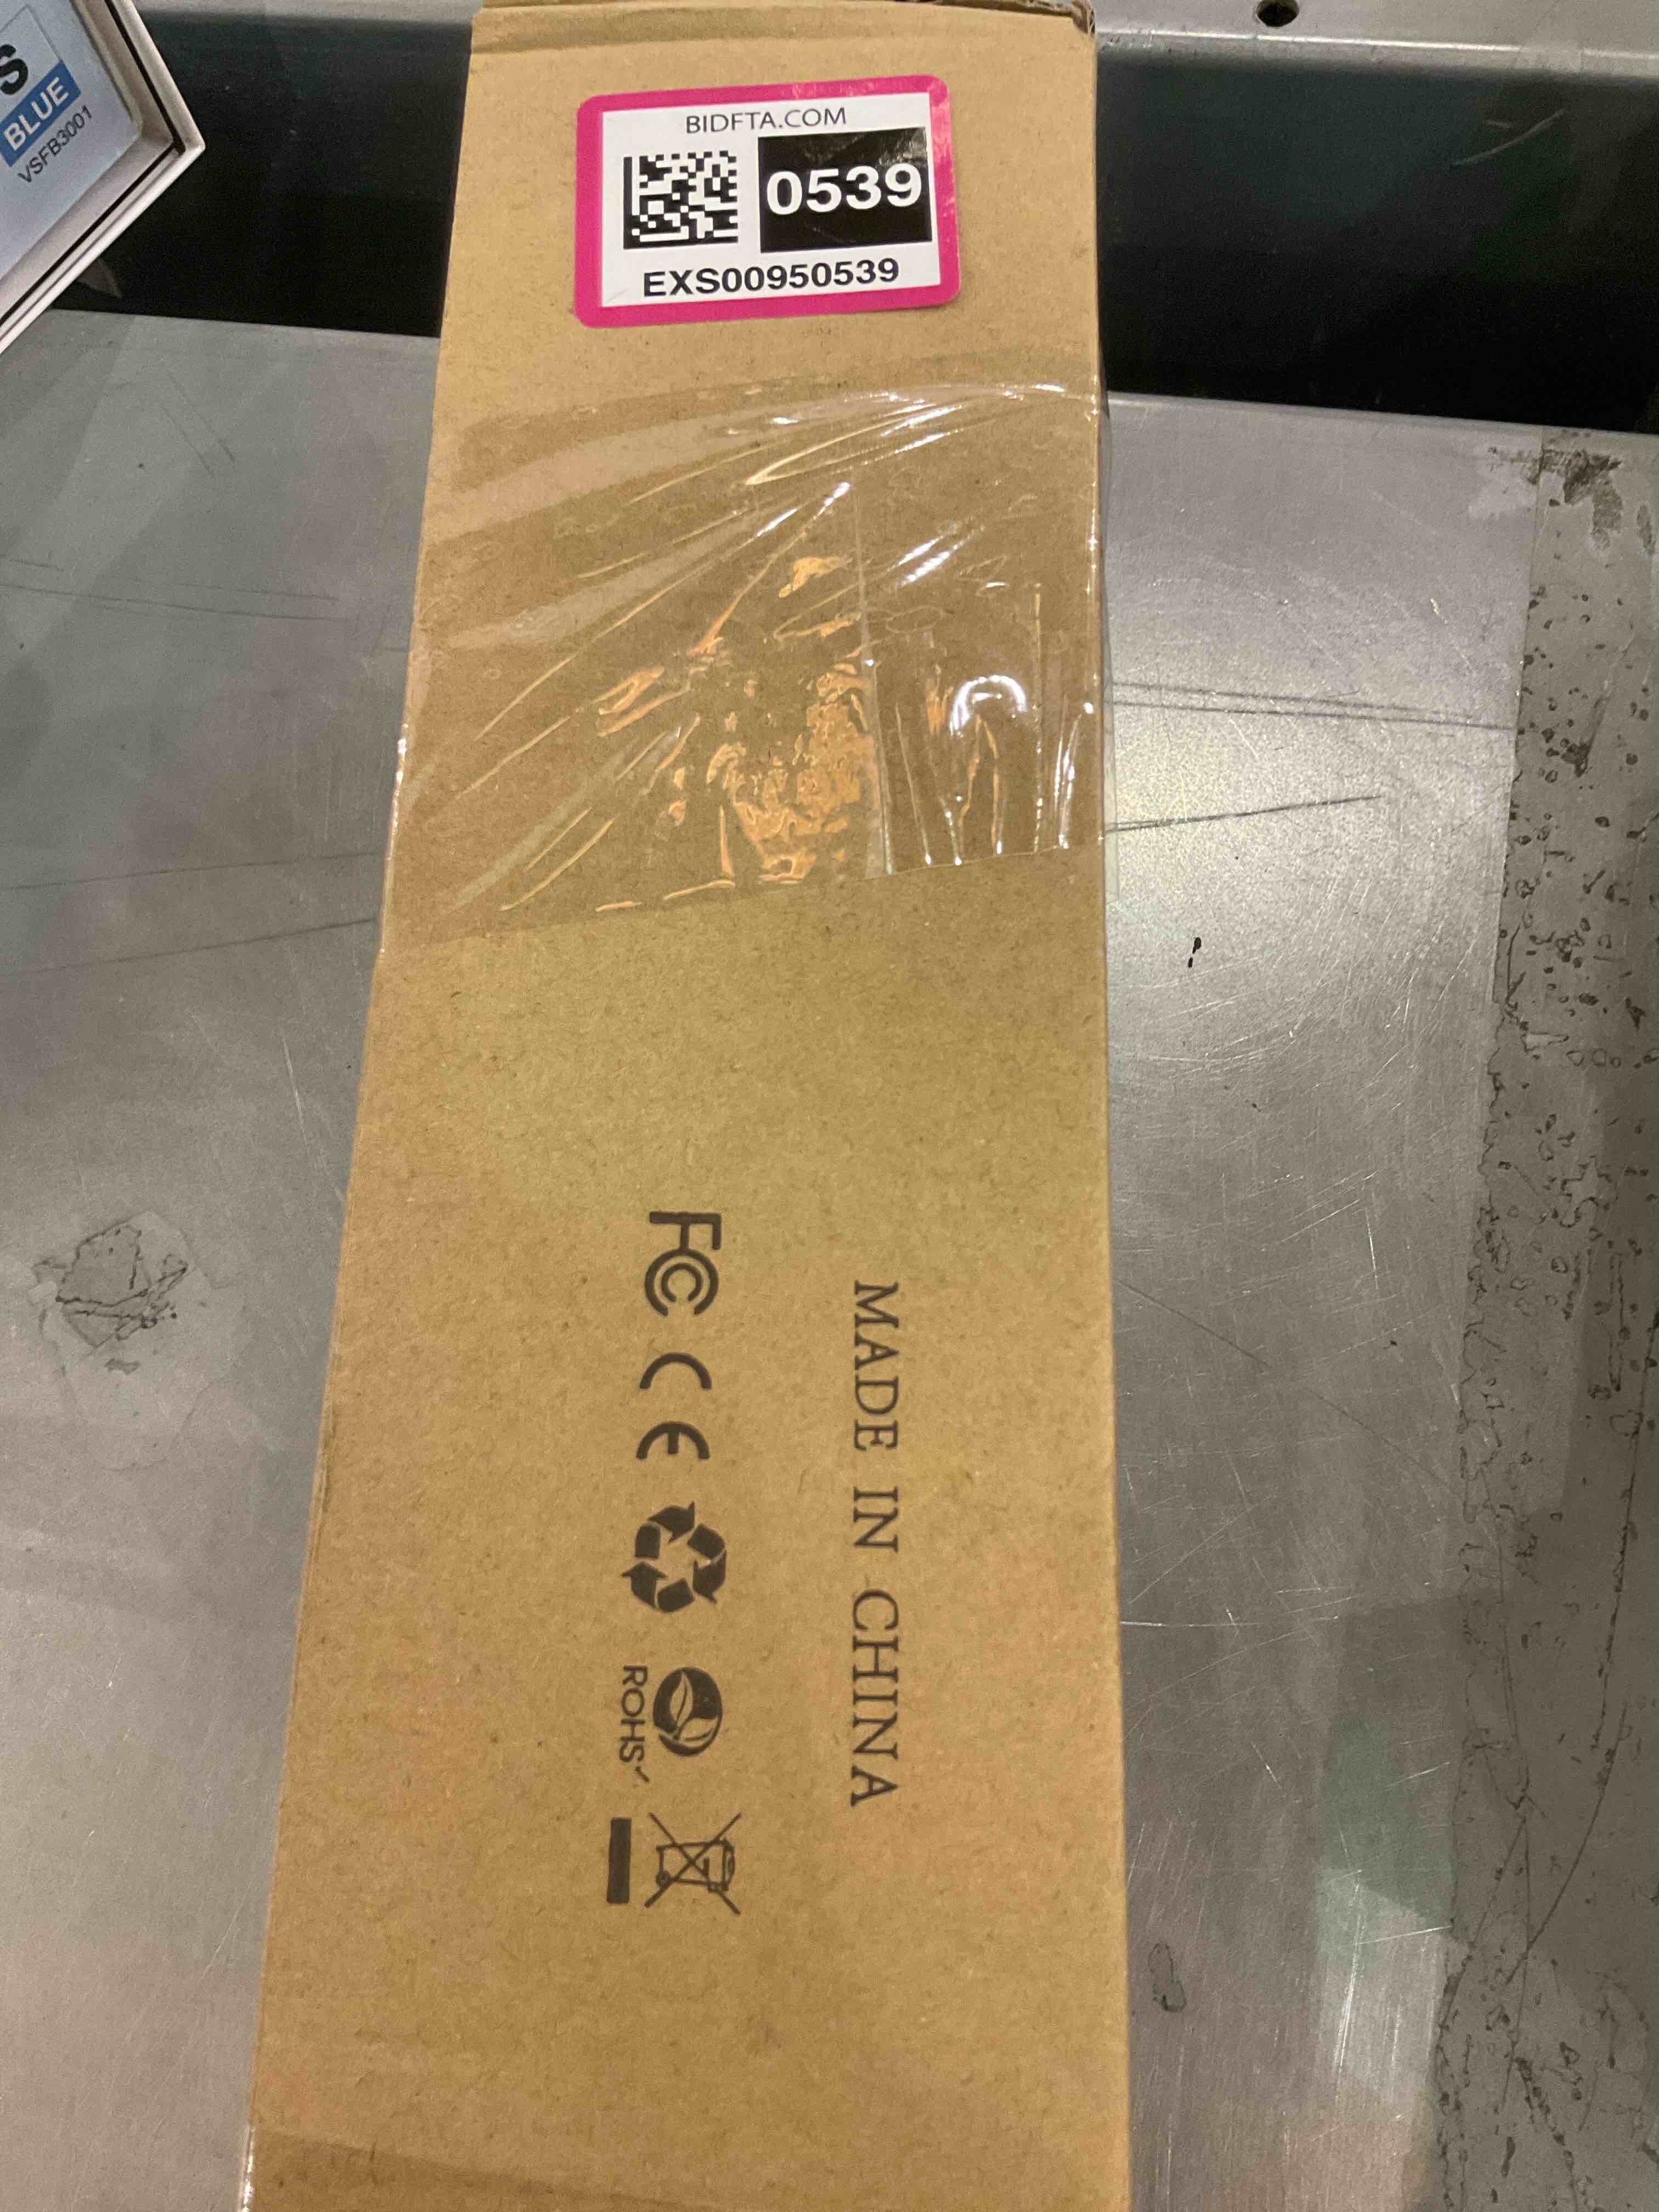 S
BLUE
VSFB3001
BIDFTA.COM
0539
EXS00950539
MADE IN CHINA
FC CE
ROHS